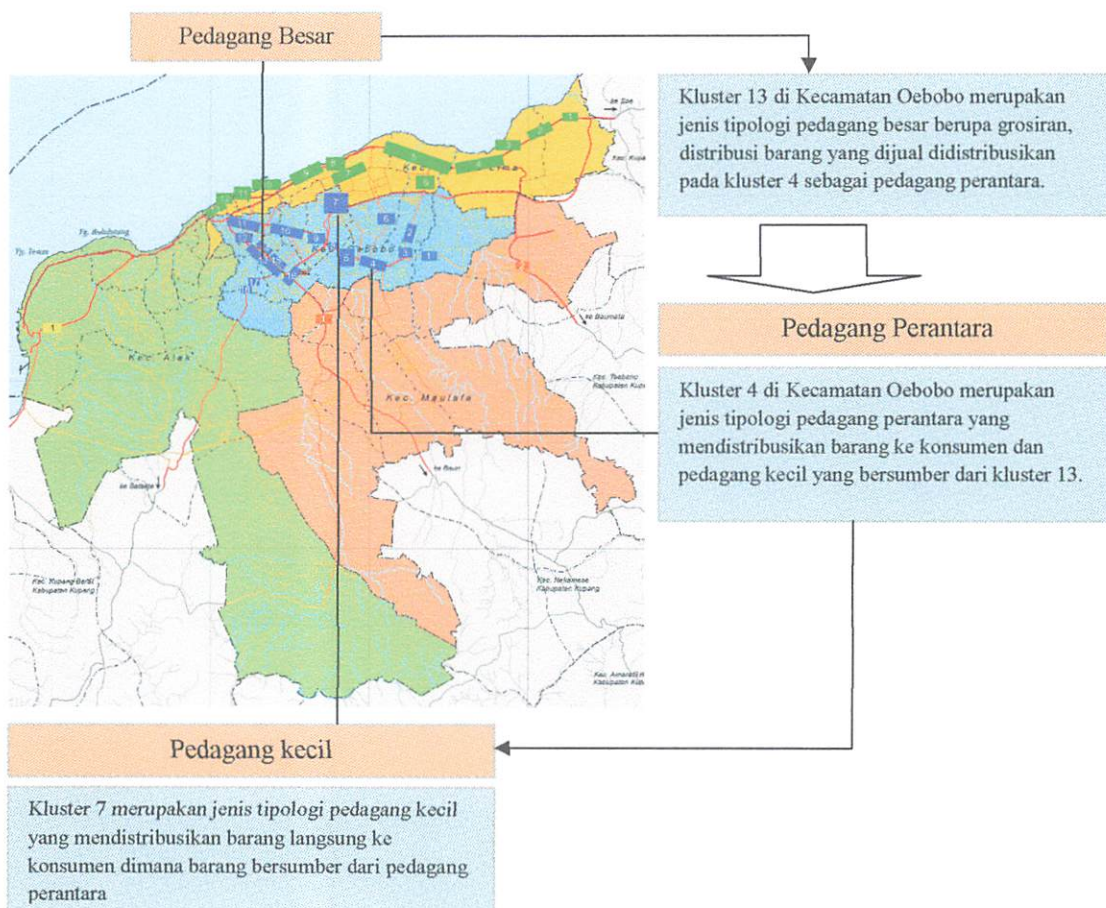 Pedagang Besar
Kluster 13 di Kecamatan Oebobo merupakan
jenis tipologi pedagang besar berupa grosiran,
distribusi barang yang dijual didistribusikan
pada kluster 4 sebagai pedagang perantara.
Pedagang Perantara
Kluster 4 di Kecamatan Oebobo merupakan
jenis tipologi pedagang perantara yang
mendistribusikan barang ke konsumen dan
pedagang kecil yang bersumber dari kluster 13.
Kec. Alak
Kec. Maulafa
ke Baumata
ke Baun
Kec. Kupang Barat
Kabupaten Kupang
Kec. Nekamese
Kabupaten Kupang
Pedagang kecil
Kluster 7 merupakan jenis tipologi pedagang kecil
yang mendistribusikan barang langsung ke
konsumen dimana barang bersumber dari pedagang
perantara